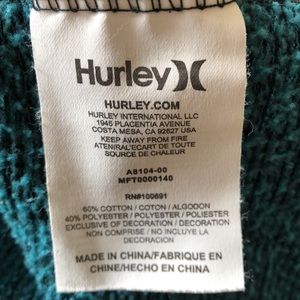 Hurley
HURLEY.COM
HURLEY INTERNATIONAL LLC
1945 PLACENTIA AVENUE
COSTA MESA, CA 92627 USA
KEEP AWAY FROM FIRE
ATENIRALECART DE TOUTE
SOURCE DE CHALEUR
A8104-00
MPT0000140
RN#100691
60% COTTON / COTON / ALGODON
40% POLYESTER / POLYESTER / POLIESTER
EXCLUSIVE OF DECORATION / DECORATION
NON COMPRISE / NO INCLUYE LA
DECORACION
MADE IN CHINA/FABRIQUE EN
CHINE/HECHO EN CHINA